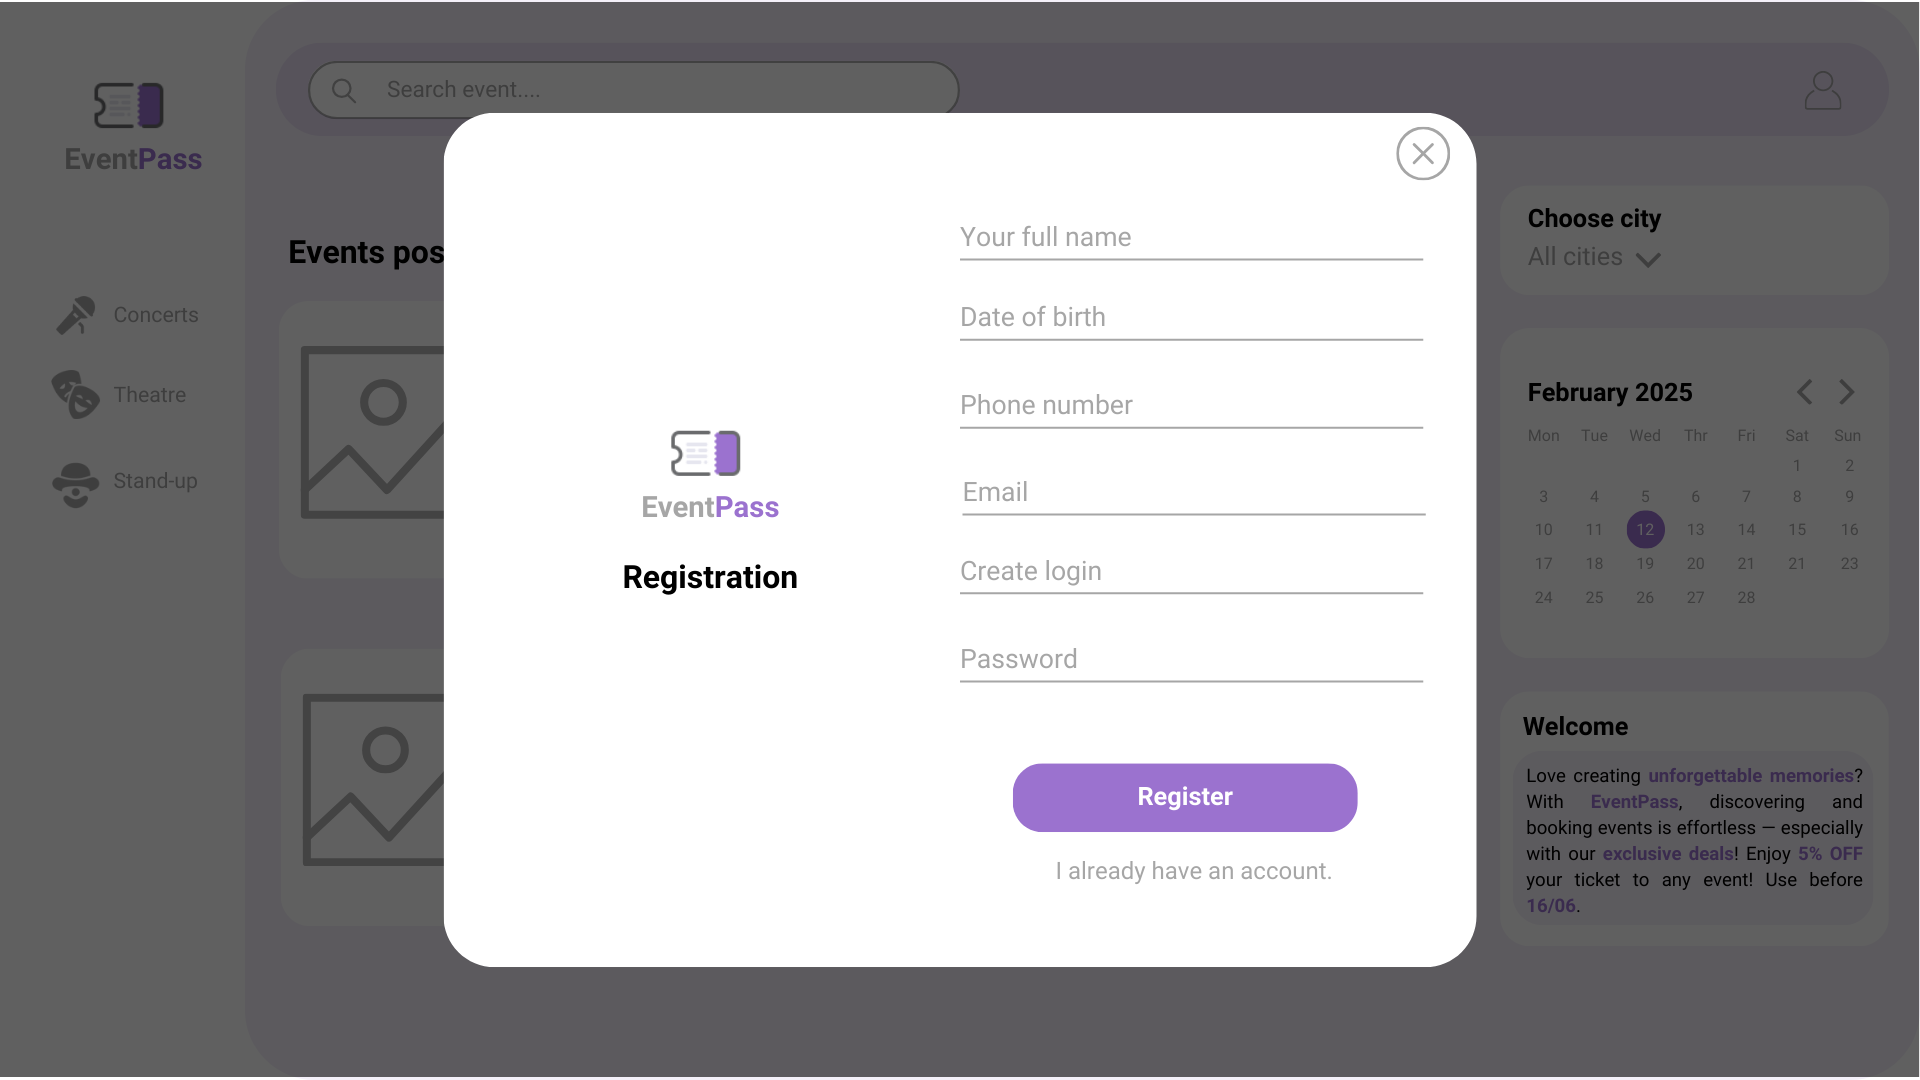 Search event....
EventPass
Events pos
Concerts
Theatre
Stand-up
EventPass
Registration
Your full name
Date of birth
Phone number
Email
Create login
Password
Register
I already have an account.
Choose city
All cities
February 2025
Mon Tue Wed Thr Fri Sat Sun
1 2
3 4 5 6 7 8 9
10 11 12 13 14 15 16
17 18 19 20 21 21 23
24 25 26 27 28
Welcome
Love creating unforgettable memories?
With EventPass, discovering and
booking events is effortless — especially
with our exclusive deals! Enjoy 5% OFF
your ticket to any event! Use before
16/06.